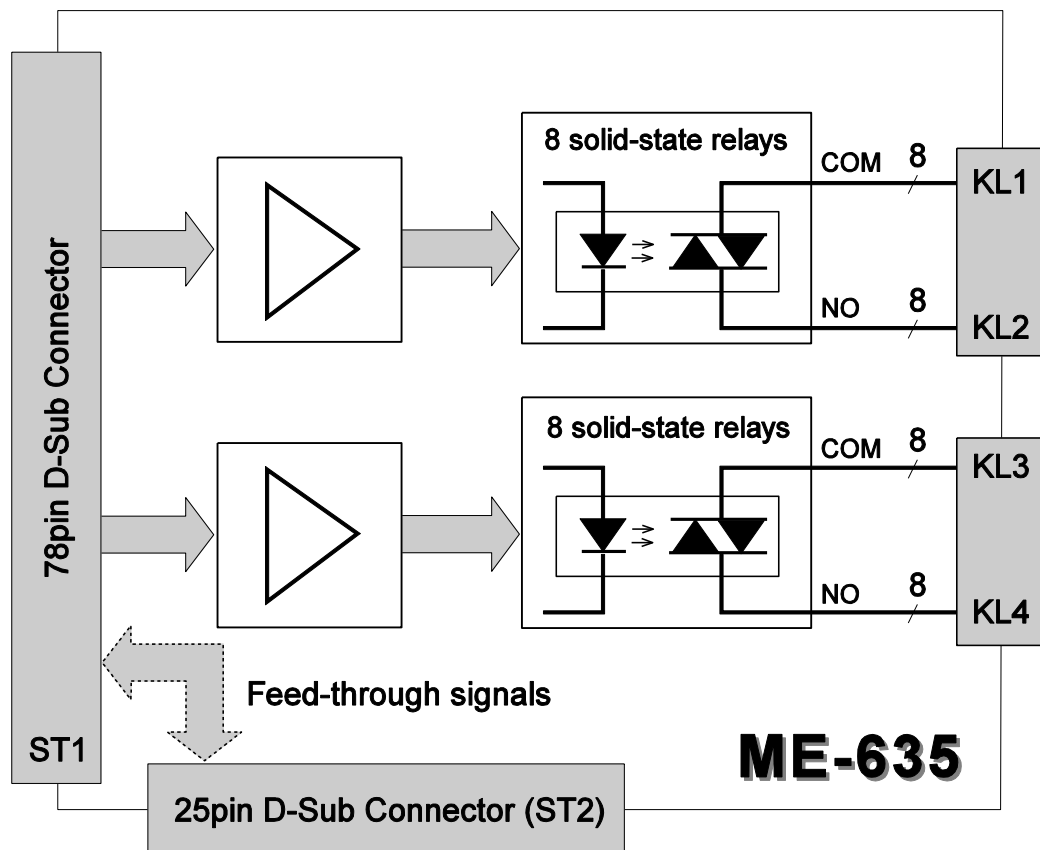 78pin D-Sub Connector
ST1
8 solid-state relays
COM
8
KL1
NO
8
KL2
8 solid-state relays
COM
8
KL3
NO
8
KL4
Feed-through signals
ME-635
25pin D-Sub Connector (ST2)